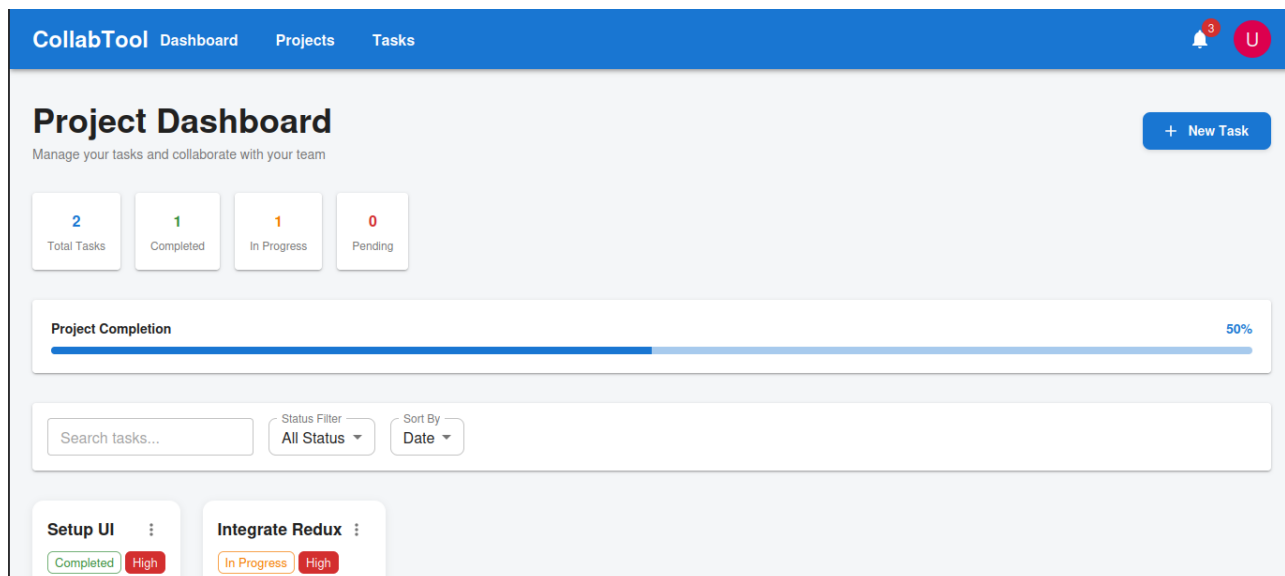 CollabTool Dashboard Projects Tasks 3 U
Project Dashboard
+ New Task
Manage your tasks and collaborate with your team
2 1 1 0
Total Tasks Completed In Progress Pending
Project Completion 50%
Status Filter Sort By
Search tasks... All Status Date
Setup UI Integrate Redux
Completed High In Progress High